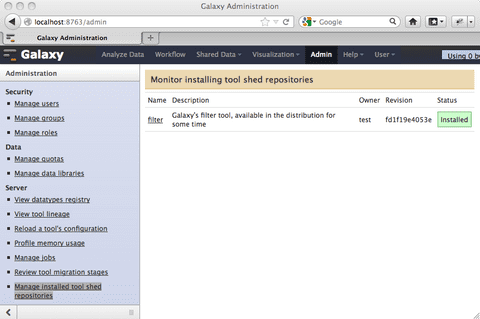 Galaxy Administration
localhost:8763/admin
Google
Galaxy Administration
Galaxy
Analyze Data Workflow Shared Data Visualization Admin Help User
Using 0 b
Administration
Security
Manage users
Manage groups
Manage roles
Data
Manage quotas
Manage data libraries
Server
View datatypes registry
View tool lineage
Reload a tool's configuration
Profile memory usage
Manage jobs
Review tool migration stages
Manage installed tool shed
repositories
Monitor installing tool shed repositories
Name Description Owner Revision Status
filter Galaxy's filter tool, available in the distribution for
some time test fd1f19e4053e Installed